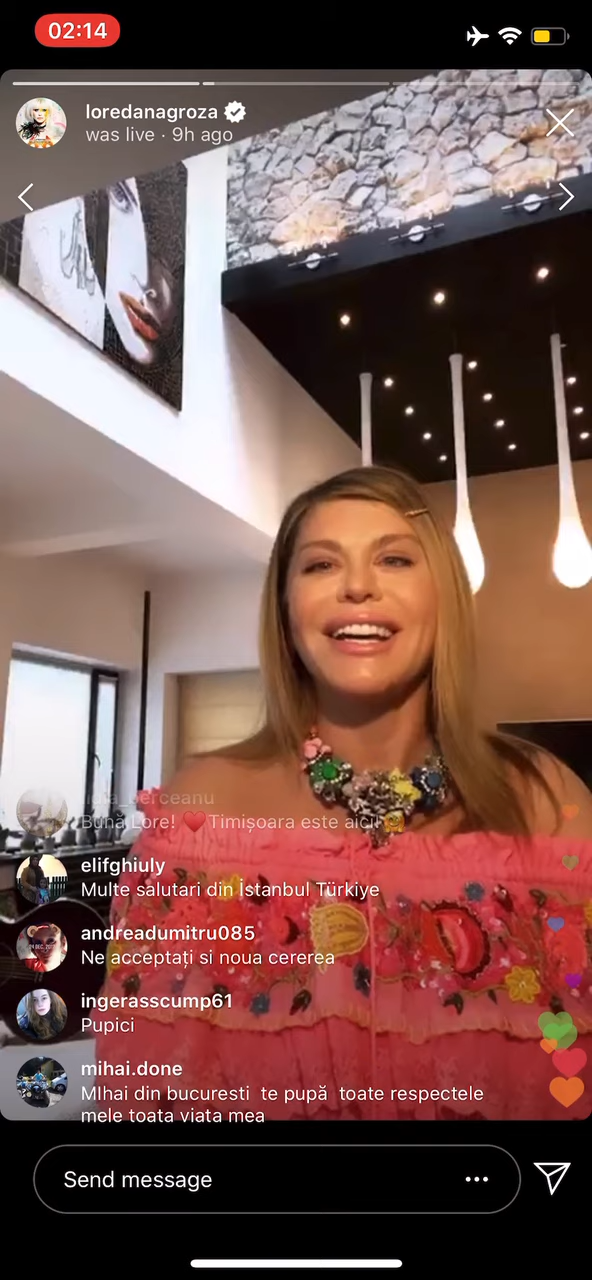 02:14
loredanagroza
was live · 9h ago
Bună Lore! ❤️Timișoara este aici!
elifghiuly
Multe salutari din İstanbul Türkiye
andreadumitru085
Ne acceptați si noua cererea
ingerasscump61
Pupici
mihai.done
MIhai din bucuresti te pupă toate respectele
mele toata viata mea
Send message